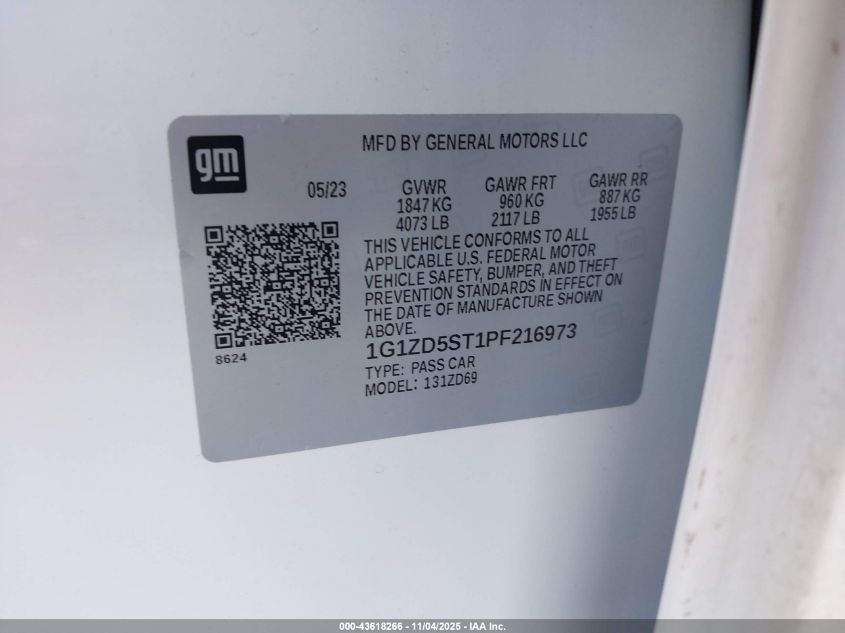 gm
MFD BY GENERAL MOTORS LLC
05/23
GVWR
1847 KG
4073 LB
GAWR FRT
960 KG
2117 LB
GAWR RR
887 KG
1955 LB
THIS VEHICLE CONFORMS TO ALL
APPLICABLE U.S. FEDERAL MOTOR
VEHICLE SAFETY, BUMPER, AND THEFT
PREVENTION STANDARDS IN EFFECT ON
THE DATE OF MANUFACTURE SHOWN
ABOVE.
8624
1G1ZD5ST1PF216973
TYPE: PASS CAR
MODEL: 131ZD69
000-43618266 - 11/04/2025 - IAA Inc.